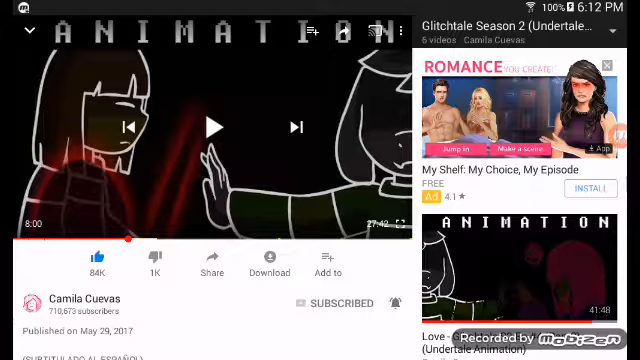 100% 6:12 PM
A N I M A T I O N
8:00
27:42
84K
1K
Share
Download
Add to
Camila Cuevas
710,673 subscribers
SUBSCRIBED
Published on May 29, 2017
(SUBTITULADO AL ESPAÑOL)
Glitchtale Season 2 (Undertale...
6 videos Camila Cuevas
ROMANCE YOU CREATE!
Jump in
Make a scene
App
My Shelf: My Choice, My Episode
FREE
Ad 4.1
INSTALL
A N I M A T I O N
41:48
Love -
(Undertale Animation)
Recorded by MOBIZEN